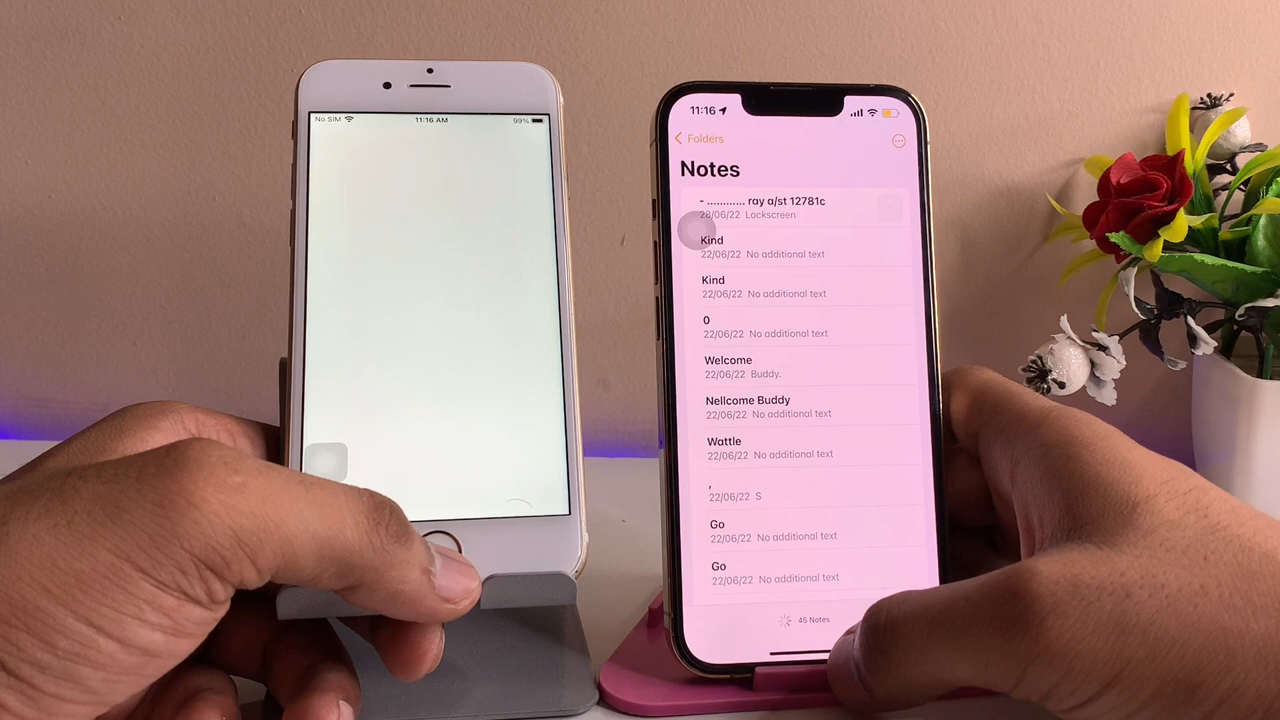 No SIM 11:16 AM 99%
11:16
Folders
Notes
- ............ ray a/st 12781c
28/06/22 Lockscreen
Kind
22/06/22 No additional text
Kind
22/06/22 No additional text
0
22/06/22 No additional text
Welcome
22/06/22 Buddy.
Nellcome Buddy
22/06/22 No additional text
Wattle
22/06/22 No additional text
,
22/06/22 S
Go
22/06/22 No additional text
Go
22/06/22 No additional text
45 Notes